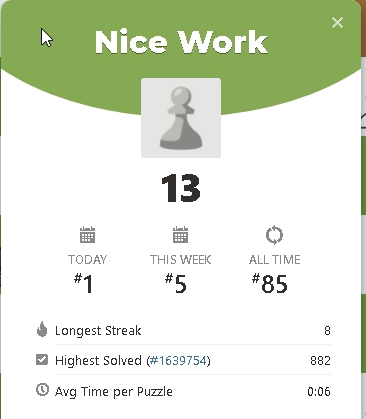 Nice Work
13
TODAY THIS WEEK ALL TIME
#1 #5 #85
Longest Streak 8
Highest Solved (#1639754) 882
Avg Time per Puzzle 0:06